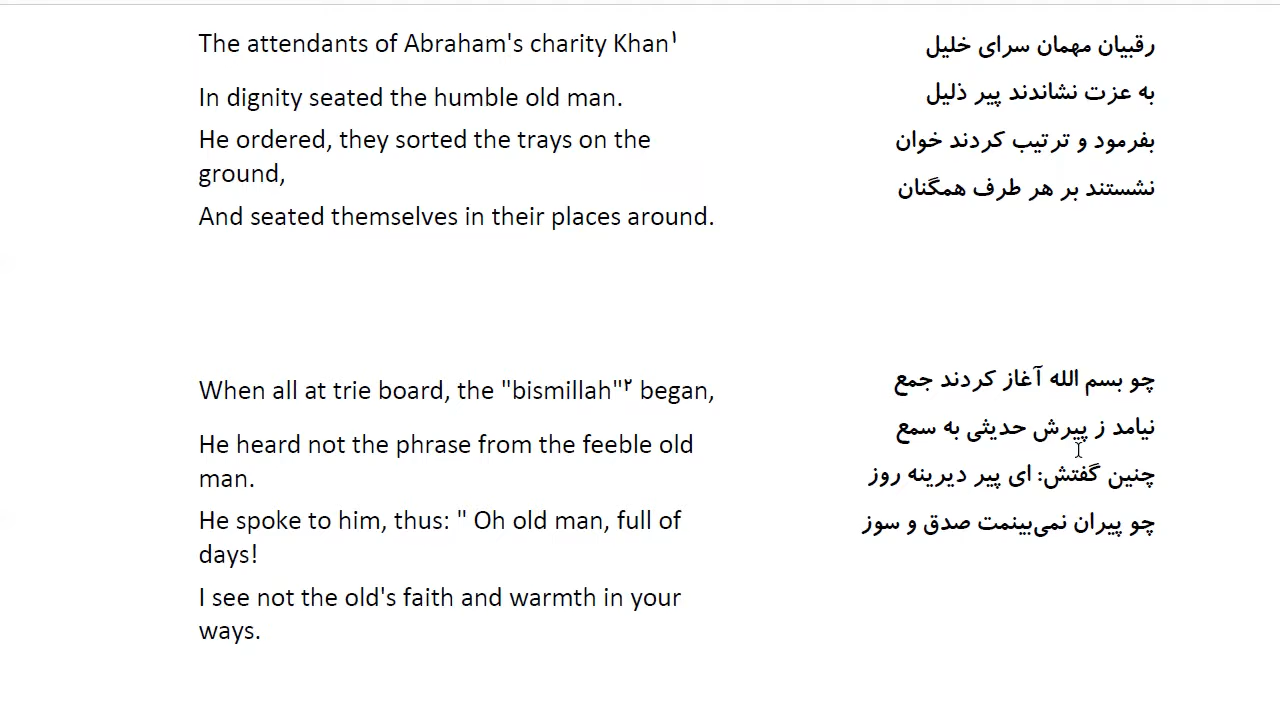 The attendants of Abraham's charity Khan۱
In dignity seated the humble old man.
He ordered, they sorted the trays on the
ground,
And seated themselves in their places around.
رقیبان مهمان سرای خلیل
به عزت نشاندند پیر ذلیل
بفرمود و ترتیب کردند خوان
نشستند بر هر طرف همگنان
When all at trie board, the "bismillah"۲ began,
He heard not the phrase from the feeble old
man.
He spoke to him, thus: " Oh old man, full of
days!
I see not the old's faith and warmth in your
ways.
چو بسم الله آغاز کردند جمع
نیامد ز پیرش حدیثی به سمع
چنین گفتش: ای پیر دیرینه روز
چو پیران نمی‌بینمت صدق و سوز